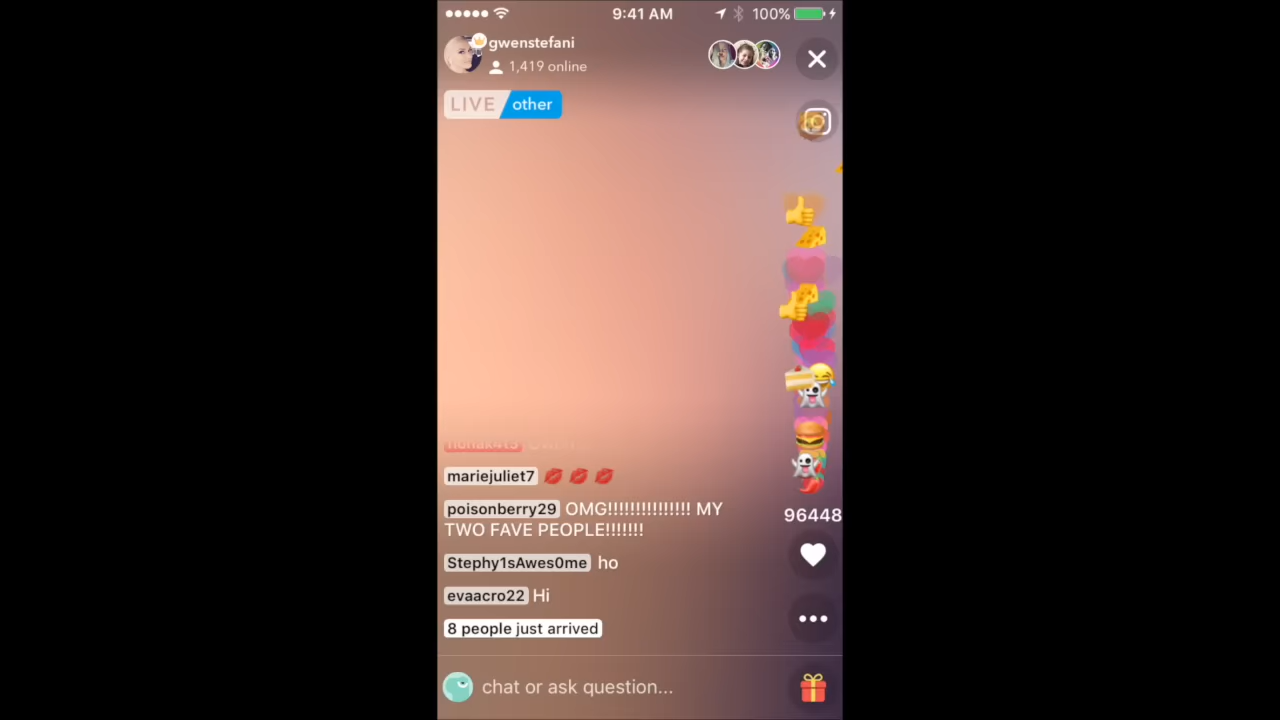 9:41 AM 100%
gwenstefani
1,419 online
LIVE other
mariejuliet7 💋 💋 💋
poisonberry29 OMG!!!!!!!!!!!!!!! MY
TWO FAVE PEOPLE!!!!!!!
96448
Stephy1sAwes0me ho
evaacro22 Hi
8 people just arrived
chat or ask question...